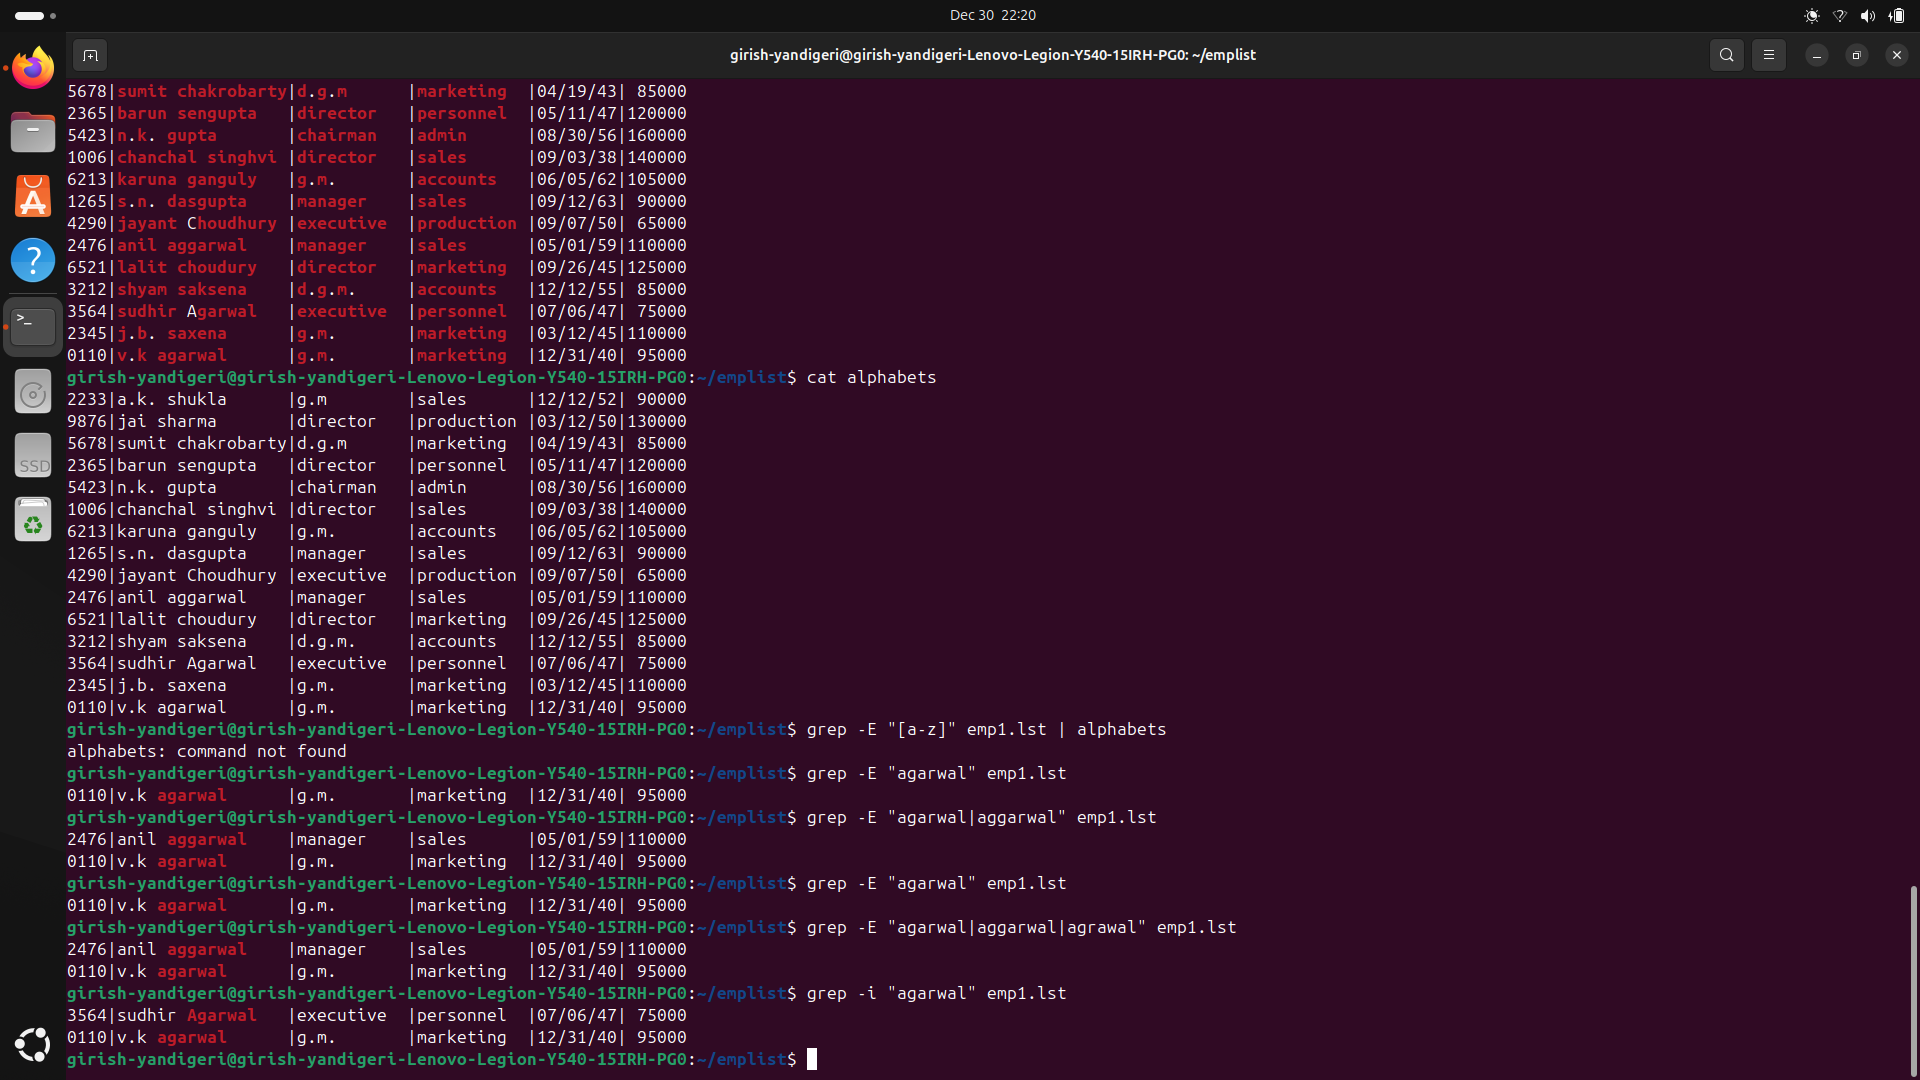 Dec 30 22:20
girish-yandigeri@girish-yandigeri-Lenovo-Legion-Y540-15IRH-PG0: ~/emplist
5678|sumit chakrobarty|d.g.m      |marketing  |04/19/43| 85000
2365|barun sengupta   |director   |personnel  |05/11/47|120000
5423|n.k. gupta       |chairman   |admin      |08/30/56|160000
1006|chanchal singhvi |director   |sales      |09/03/38|140000
6213|karuna ganguly   |g.m.       |accounts   |06/05/62|105000
1265|s.n. dasgupta    |manager    |sales      |09/12/63| 90000
4290|jayant Choudhury |executive  |production |09/07/50| 65000
2476|anil aggarwal    |manager    |sales      |05/01/59|110000
6521|lalit choudury   |director   |marketing  |09/26/45|125000
3212|shyam saksena    |d.g.m.     |accounts   |12/12/55| 85000
3564|sudhir Agarwal   |executive  |personnel  |07/06/47| 75000
2345|j.b. saxena      |g.m.       |marketing  |03/12/45|110000
0110|v.k agarwal      |g.m.       |marketing  |12/31/40| 95000
girish-yandigeri@girish-yandigeri-Lenovo-Legion-Y540-15IRH-PG0:~/emplist$ cat alphabets
2233|a.k. shukla      |g.m        |sales      |12/12/52| 90000
9876|jai sharma       |director   |production |03/12/50|130000
5678|sumit chakrobarty|d.g.m      |marketing  |04/19/43| 85000
2365|barun sengupta   |director   |personnel  |05/11/47|120000
5423|n.k. gupta       |chairman   |admin      |08/30/56|160000
1006|chanchal singhvi |director   |sales      |09/03/38|140000
6213|karuna ganguly   |g.m.       |accounts   |06/05/62|105000
1265|s.n. dasgupta    |manager    |sales      |09/12/63| 90000
4290|jayant Choudhury |executive  |production |09/07/50| 65000
2476|anil aggarwal    |manager    |sales      |05/01/59|110000
6521|lalit choudury   |director   |marketing  |09/26/45|125000
3212|shyam saksena    |d.g.m.     |accounts   |12/12/55| 85000
3564|sudhir Agarwal   |executive  |personnel  |07/06/47| 75000
2345|j.b. saxena      |g.m.       |marketing  |03/12/45|110000
0110|v.k agarwal      |g.m.       |marketing  |12/31/40| 95000
girish-yandigeri@girish-yandigeri-Lenovo-Legion-Y540-15IRH-PG0:~/emplist$ grep -E "[a-z]" emp1.lst | alphabets
alphabets: command not found
girish-yandigeri@girish-yandigeri-Lenovo-Legion-Y540-15IRH-PG0:~/emplist$ grep -E "agarwal" emp1.lst
0110|v.k agarwal      |g.m.       |marketing  |12/31/40| 95000
girish-yandigeri@girish-yandigeri-Lenovo-Legion-Y540-15IRH-PG0:~/emplist$ grep -E "agarwal|aggarwal" emp1.lst
2476|anil aggarwal    |manager    |sales      |05/01/59|110000
0110|v.k agarwal      |g.m.       |marketing  |12/31/40| 95000
girish-yandigeri@girish-yandigeri-Lenovo-Legion-Y540-15IRH-PG0:~/emplist$ grep -E "agarwal" emp1.lst
0110|v.k agarwal      |g.m.       |marketing  |12/31/40| 95000
girish-yandigeri@girish-yandigeri-Lenovo-Legion-Y540-15IRH-PG0:~/emplist$ grep -E "agarwal|aggarwal|agrawal" emp1.lst
2476|anil aggarwal    |manager    |sales      |05/01/59|110000
0110|v.k agarwal      |g.m.       |marketing  |12/31/40| 95000
girish-yandigeri@girish-yandigeri-Lenovo-Legion-Y540-15IRH-PG0:~/emplist$ grep -i "agarwal" emp1.lst
3564|sudhir Agarwal   |executive  |personnel  |07/06/47| 75000
0110|v.k agarwal      |g.m.       |marketing  |12/31/40| 95000
girish-yandigeri@girish-yandigeri-Lenovo-Legion-Y540-15IRH-PG0:~/emplist$
SSD